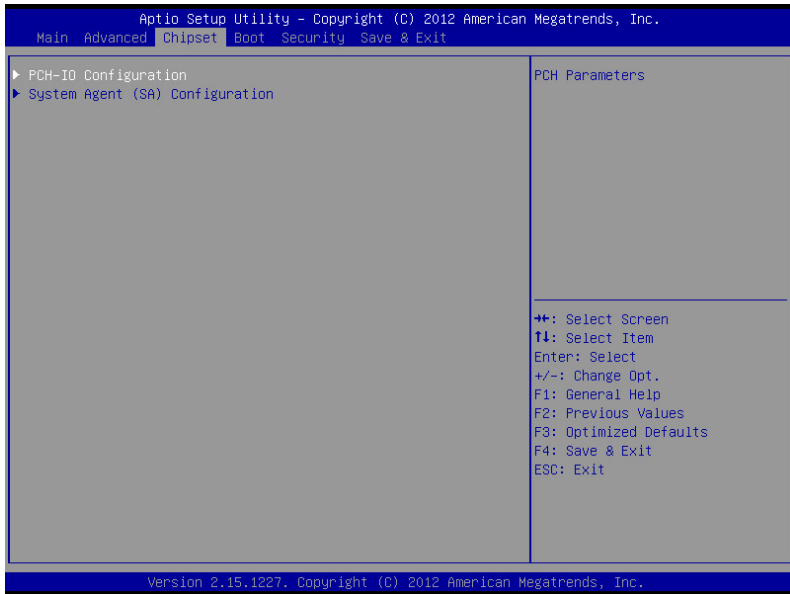 Aptio Setup Utility – Copyright (C) 2012 American Megatrends, Inc.
Main Advanced Chipset Boot Security Save & Exit
▶ PCH-IO Configuration
▶ System Agent (SA) Configuration
PCH Parameters
→←: Select Screen
↑↓: Select Item
Enter: Select
+/-: Change Opt.
F1: General Help
F2: Previous Values
F3: Optimized Defaults
F4: Save & Exit
ESC: Exit
Version 2.15.1227. Copyright (C) 2012 American Megatrends, Inc.